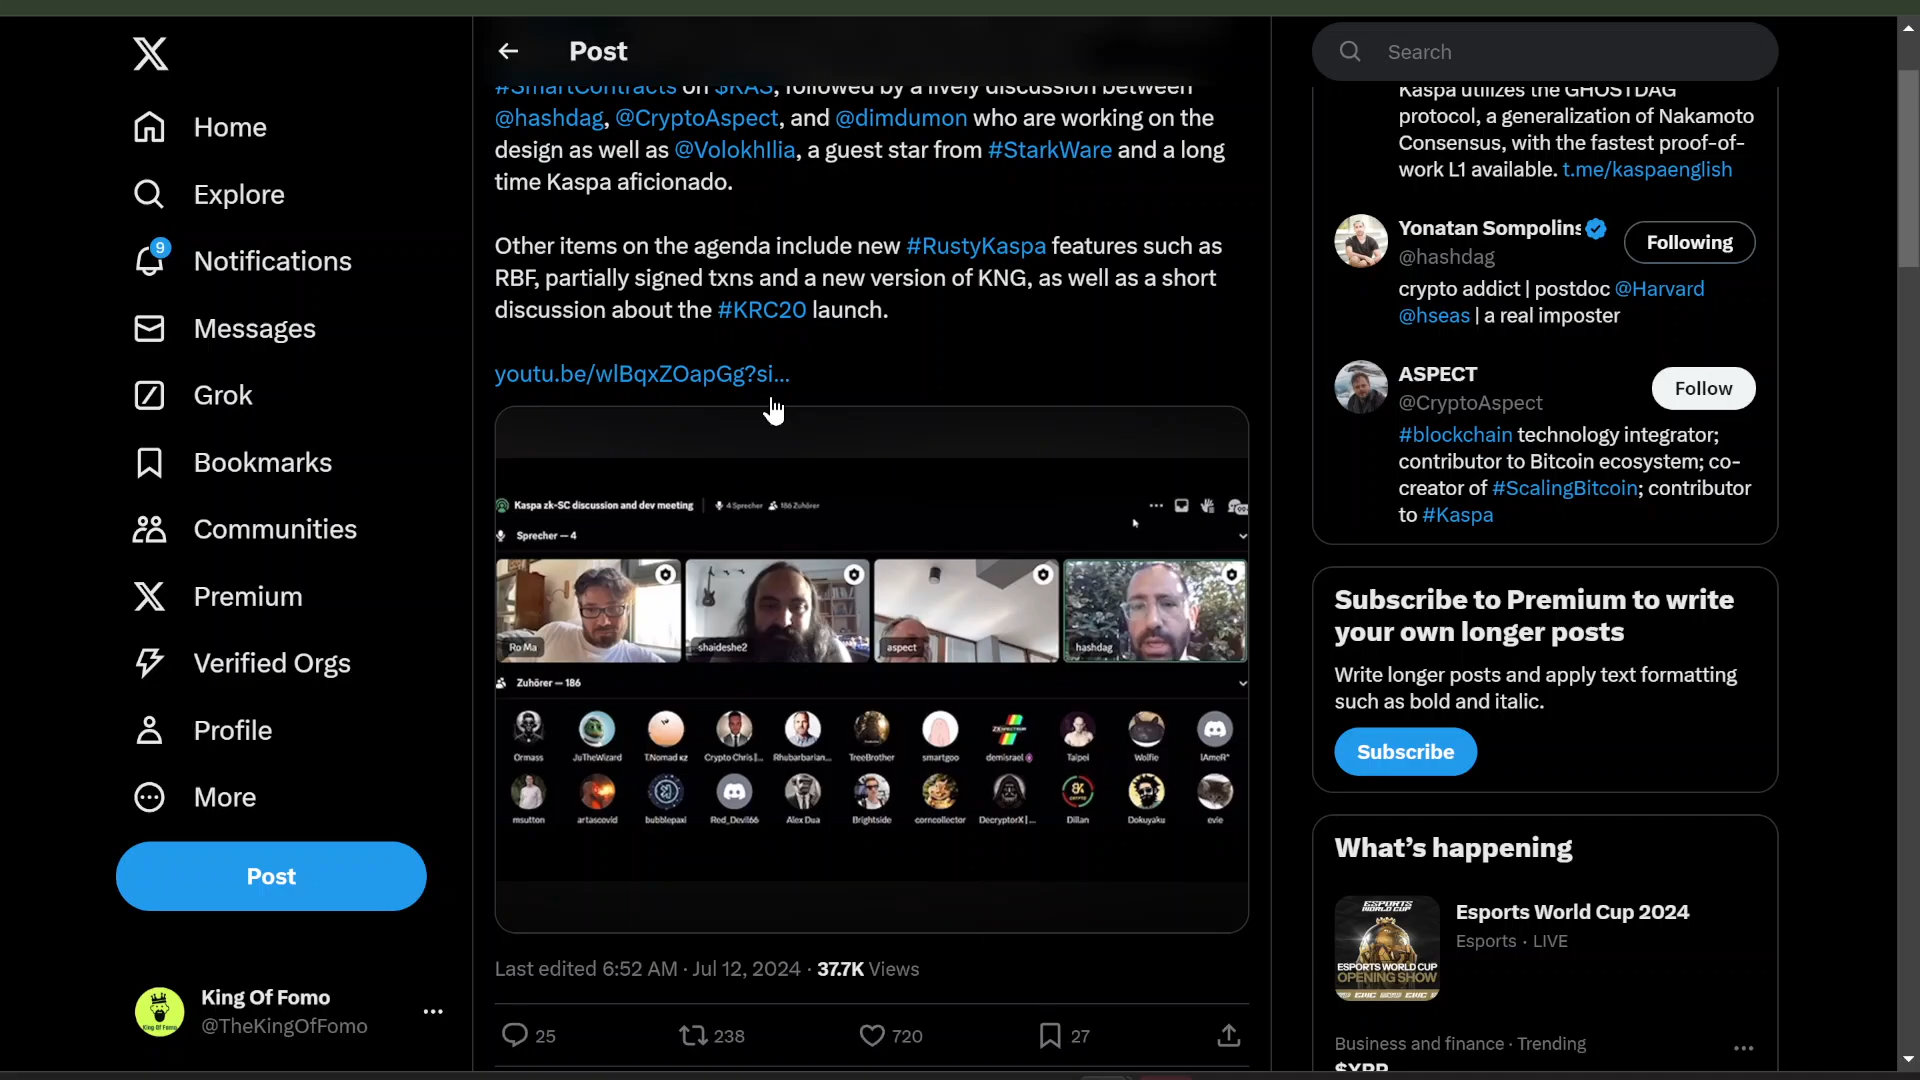 Home
Explore
9
Notifications
Messages
Grok
Bookmarks
Communities
Premium
Verified Orgs
Profile
More
Post
King Of Fomo
@TheKingOfFomo
Post
#SmartContracts on $KAS, followed by a lively discussion between
@hashdag, @CryptoAspect, and @dimdumon who are working on the
design as well as @VolokhIlia, a guest star from #StarkWare and a long
time Kaspa aficionado.
Other items on the agenda include new #RustyKaspa features such as
RBF, partially signed txns and a new version of KNG, as well as a short
discussion about the #KRC20 launch.
youtu.be/wlBqxZOapGg?si...
Kaspa zk-SC discussion and dev meeting 4 Sprecher 186 Zuhörer
Sprecher — 4
Ro Ma shaideshe2 aspect hashdag
Zuhörer — 186
Ormass JuTheWizard T.Nomad KZ Crypto Chris |... Rhubarbarian... TreeBrother smartgoo demisrael Taipei Wolfie IAmeR*
msutton artascovid bubblepaxi Red_Devil66 Alex Dua Brightside corncollector DecryptorX |... Dillan Dokuyaku evie
Last edited 6:52 AM · Jul 12, 2024 · 37.7K Views
25 238 720 27
Search
Kaspa utilizes the GHOSTDAG
protocol, a generalization of Nakamoto
Consensus, with the fastest proof-of-
work L1 available. t.me/kaspaenglish
Yonatan Sompolins
@hashdag
Following
crypto addict | postdoc @Harvard
@hseas | a real imposter
ASPECT
@CryptoAspect
Follow
#blockchain technology integrator;
contributor to Bitcoin ecosystem; co-
creator of #ScalingBitcoin; contributor
to #Kaspa
Subscribe to Premium to write
your own longer posts
Write longer posts and apply text formatting
such as bold and italic.
Subscribe
What's happening
ESPORTS
WORLD CUP
ESPORTS WORLD CUP
OPENING SHOW
Esports World Cup 2024
Esports · LIVE
Business and finance · Trending
$XRP